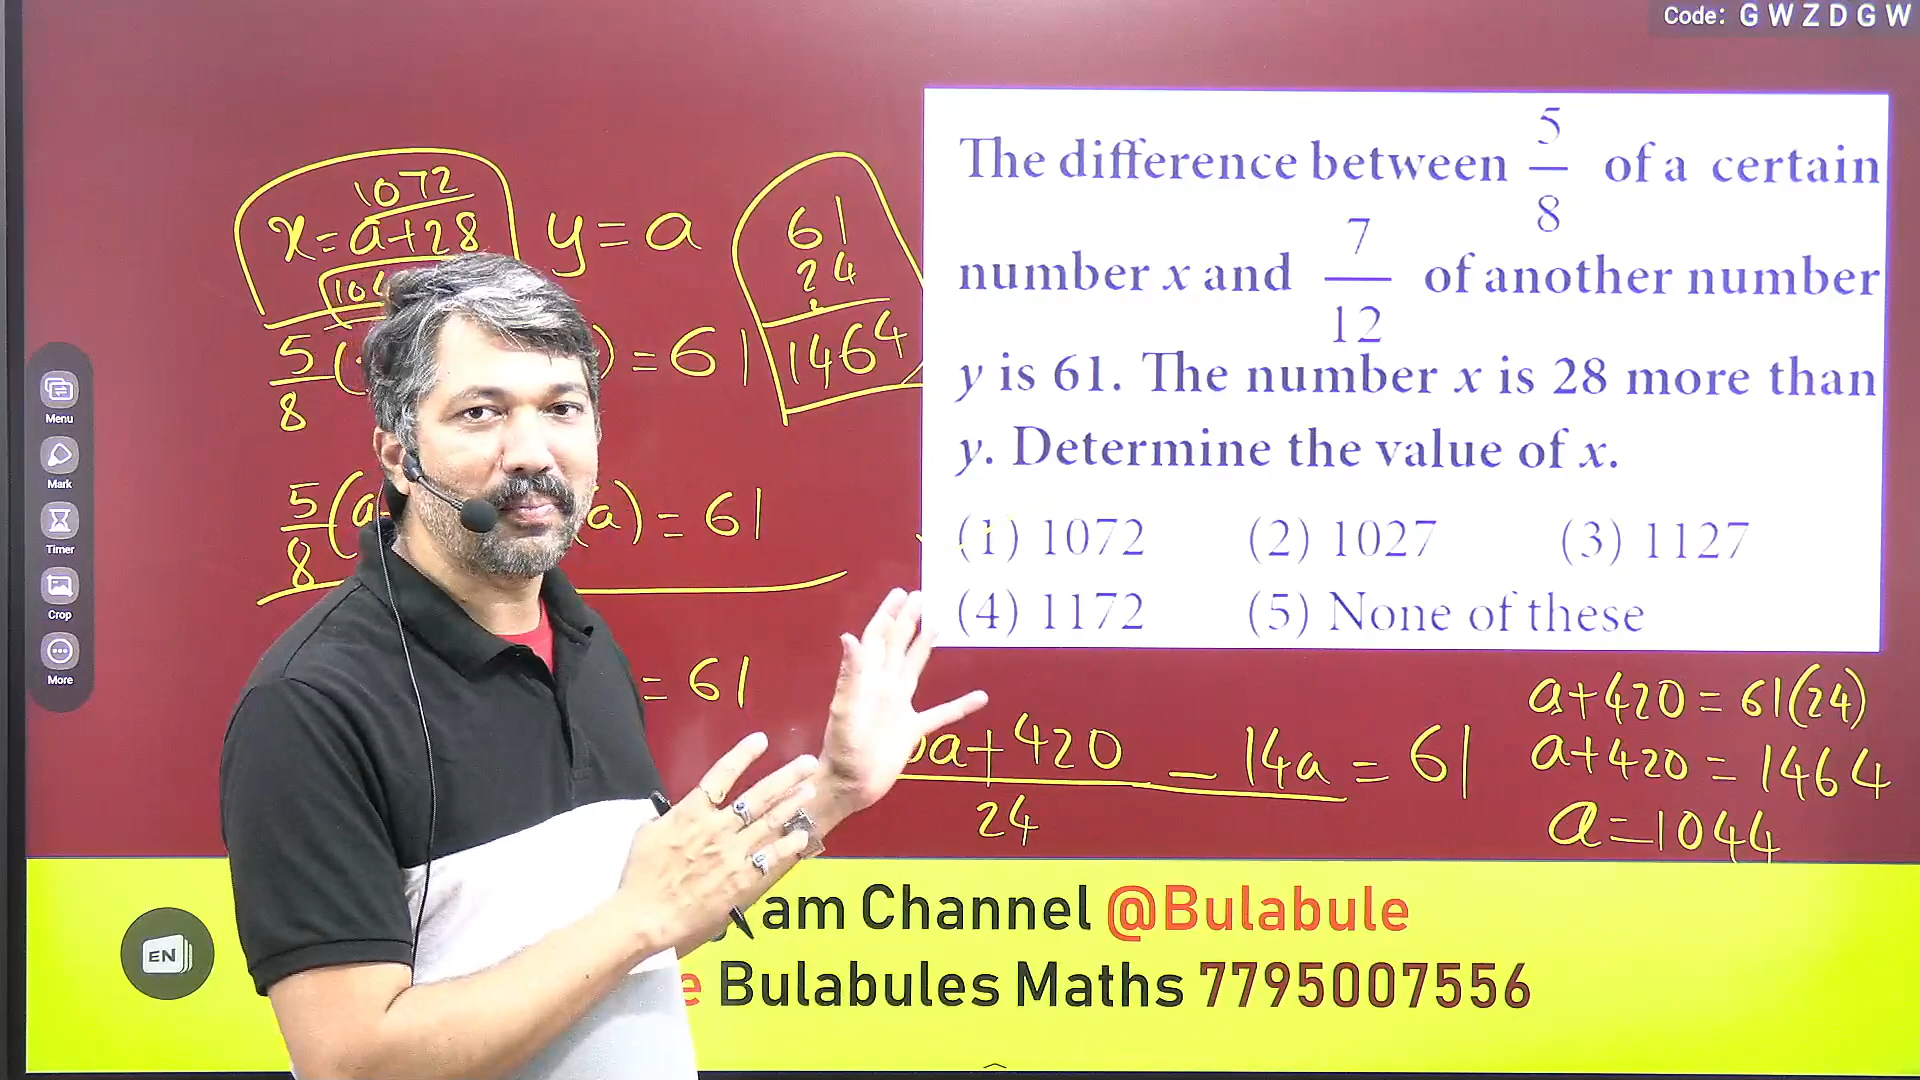 Code: GWZDGW
The difference between 5/8 of a certain
number x and 7/12 of another number
y is 61. The number x is 28 more than
y. Determine the value of x.
(1) 1072 (2) 1027 (3) 1127
(4) 1172 (5) None of these
1072
x = a+28 y = a
61
24
1464
5/8 ( ) = 61
5/8 (a a) = 61
= 61
a+420 - 14a = 61
24
a+420 = 61(24)
a+420 = 1464
a = 1044
Menu
Mark
Timer
Crop
More
EN
am Channel @Bulabule
e Bulabules Maths 7795007556